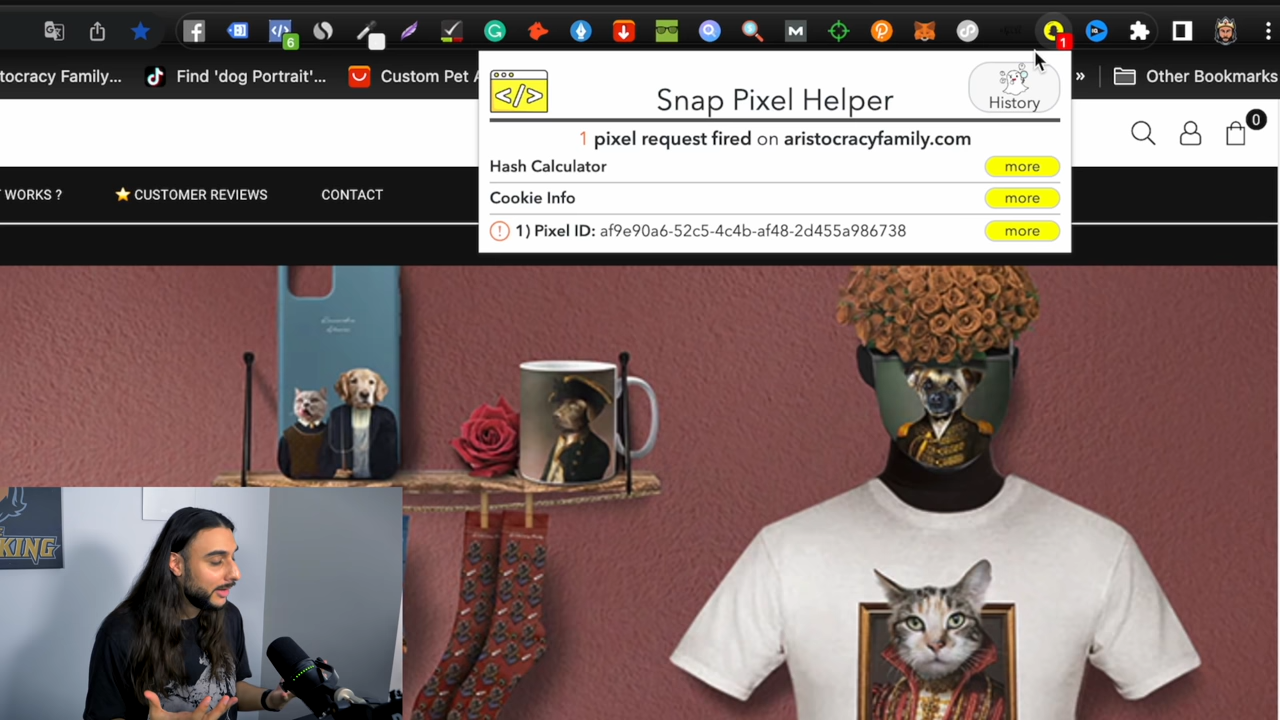 6
1
tocracy Family...
Find 'dog Portrait'...
Custom Pet A
»
Other Bookmarks
</>
Snap Pixel Helper
History
1 pixel request fired on aristocracyfamily.com
Hash Calculator
more
Cookie Info
more
1) Pixel ID: af9e90a6-52c5-4c4b-af48-2d455a986738
more
0
WORKS ?
⭐ CUSTOMER REVIEWS
CONTACT
KING